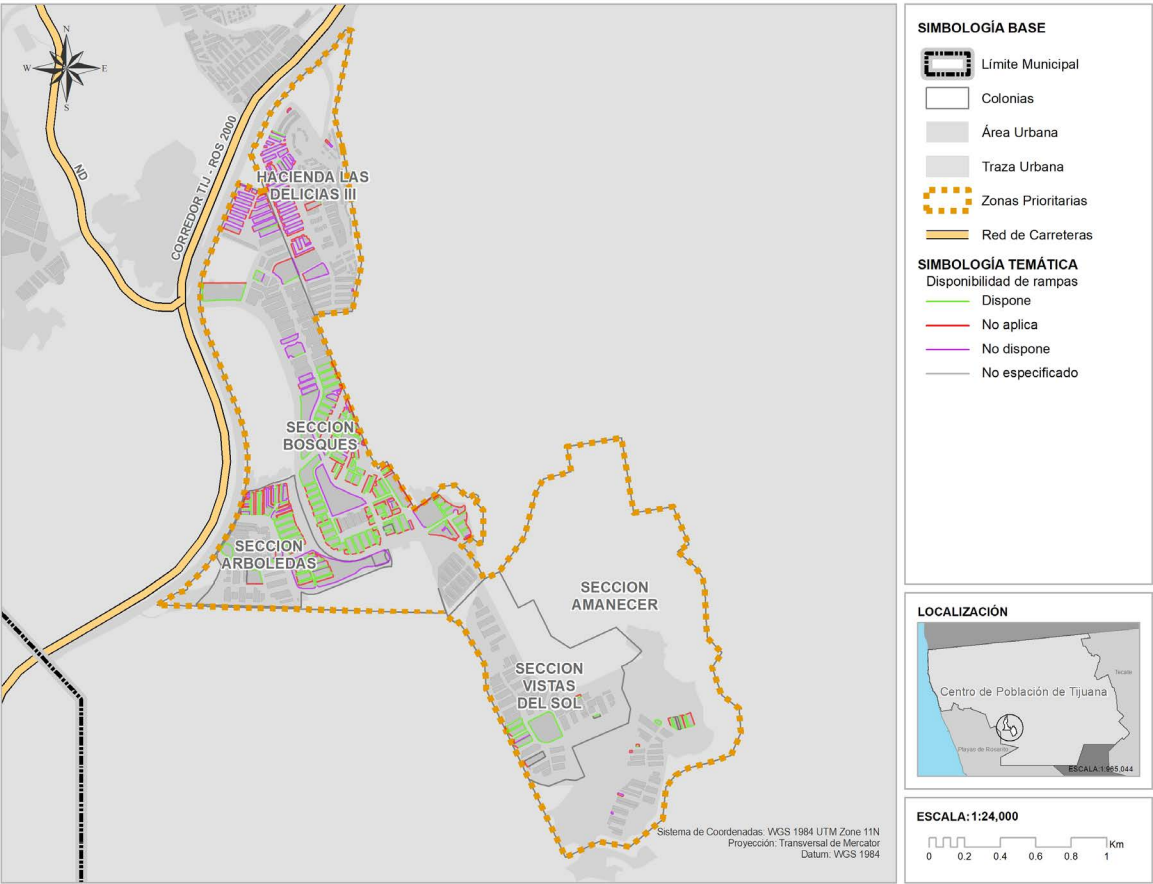 N
W
E
S
ND
CORREDOR TIJ - ROS 2000
HACIENDA LAS
DELICIAS III
SECCION
BOSQUES
SECCION
ARBOLEDAS
SECCION
AMANECER
SECCION
VISTAS
DEL SOL
Sistema de Coordenadas: WGS 1984 UTM Zone 11N
Proyección: Transversal de Mercator
Datum: WGS 1984
SIMBOLOGÍA BASE
Límite Municipal
Colonias
Área Urbana
Traza Urbana
Zonas Prioritarias
Red de Carreteras
SIMBOLOGÍA TEMÁTICA
Disponibilidad de rampas
Dispone
No aplica
No dispone
No especificado
LOCALIZACIÓN
Tecate
Centro de Población de Tijuana
Playas de Rosarito
ESCALA:1:965,044
ESCALA:1:24,000
Km
0 0.2 0.4 0.6 0.8 1